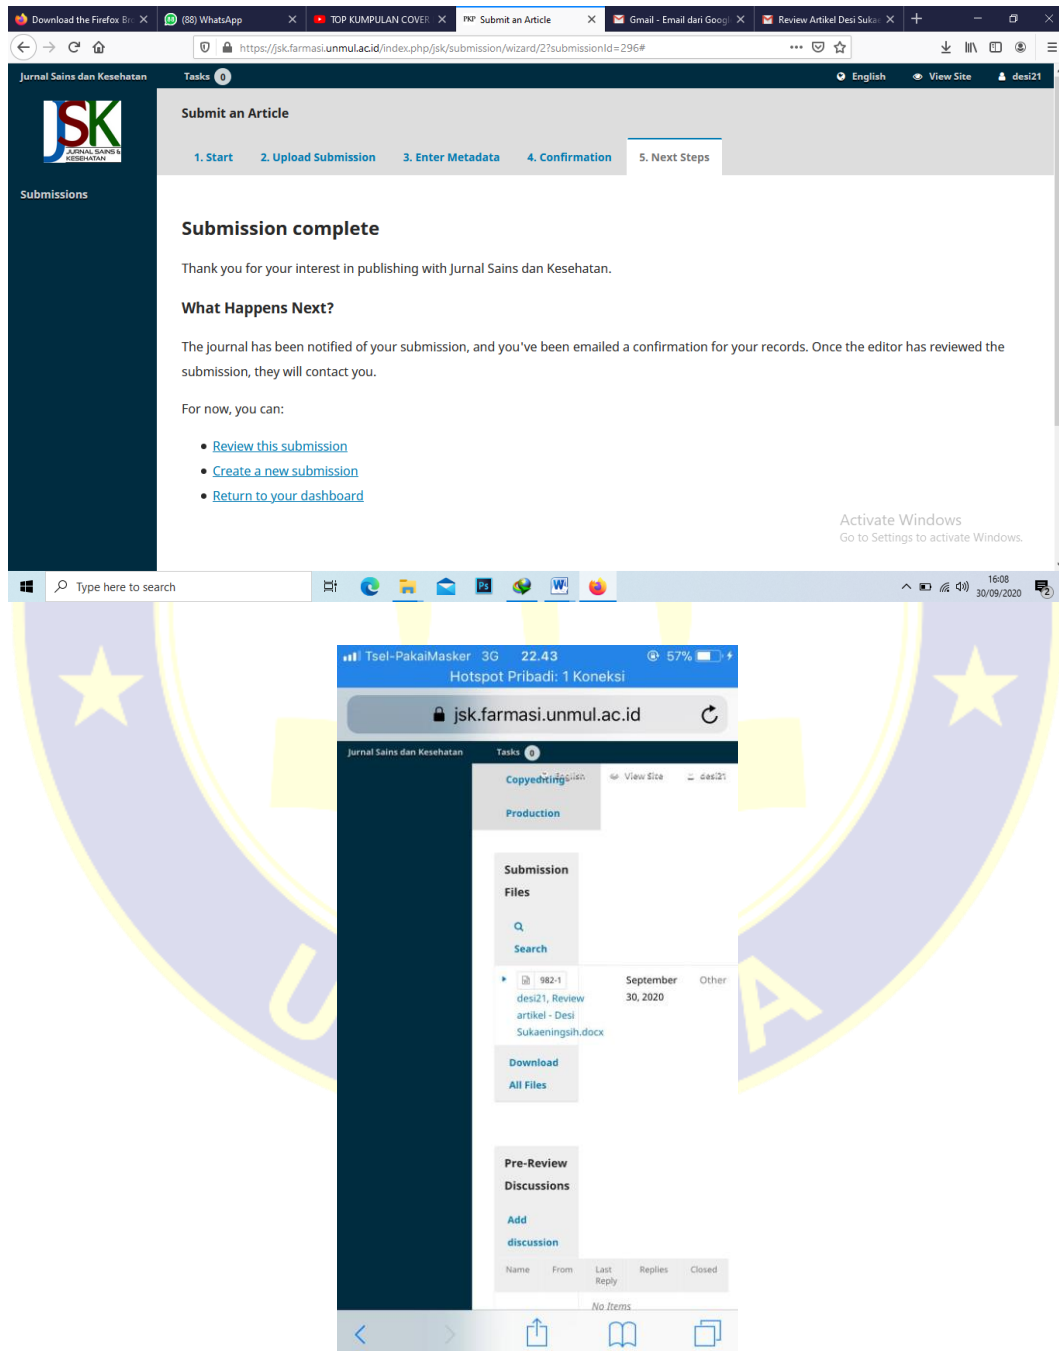 Download the Firefox Bro
(88) WhatsApp
TOP KUMPULAN COVER
PKP Submit an Article
Gmail - Email dari Googl
Review Artikel Desi Sukae
https://jsk.farmasi.unmul.ac.id/index.php/jsk/submission/wizard/2?submissionId=296#
Jurnal Sains dan Kesehatan
Tasks 0
English
View Site
desi21
JSK
JURNAL SAINS &
KESEHATAN
Submissions
Submit an Article
1. Start 2. Upload Submission 3. Enter Metadata 4. Confirmation 5. Next Steps
Submission complete
Thank you for your interest in publishing with Jurnal Sains dan Kesehatan.
What Happens Next?
The journal has been notified of your submission, and you've been emailed a confirmation for your records. Once the editor has reviewed the
submission, they will contact you.
For now, you can:
Review this submission
Create a new submission
Return to your dashboard
Activate Windows
Go to Settings to activate Windows.
Type here to search
Ps
W
16:08
30/09/2020
2
Tsel-PakaiMasker 3G 22.43 57%
Hotspot Pribadi: 1 Koneksi
jsk.farmasi.unmul.ac.id
Jurnal Sains dan Kesehatan
Tasks 0
Copyediting
English
View Site
desi21
Production
Submission
Files
Search
982-1
desi21, Review
artikel - Desi
Sukaeningsih.docx
September
30, 2020
Other
Download
All Files
Pre-Review
Discussions
Add
discussion
Name From Last
Reply Replies Closed
No Items
U
A